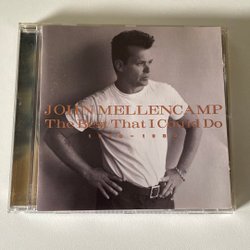 JOHN MELLENCAMP
The Best That I Could Do